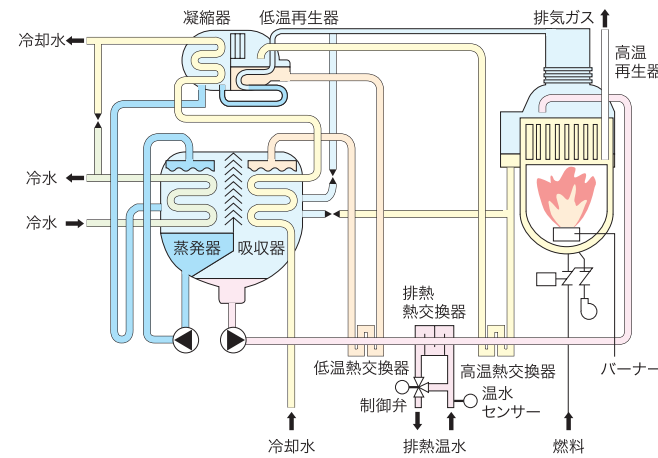 凝縮器
低温再生器
排気ガス
冷却水
高温
再生器
冷水
冷水
蒸発器
吸収器
排熱
熱交換器
低温熱交換器
高温熱交換器
バーナー
制御弁
温水
センサー
冷却水
排熱温水
燃料